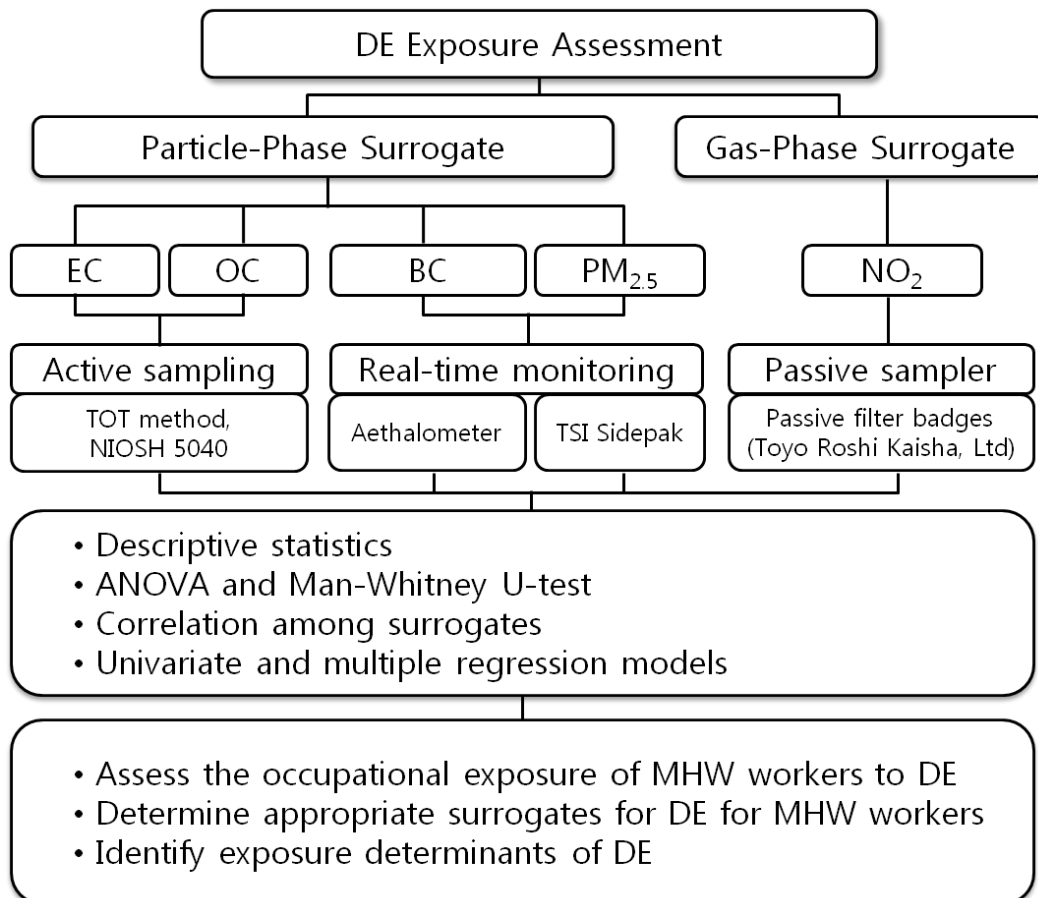 DE Exposure Assessment
Particle-Phase Surrogate
Gas-Phase Surrogate
EC
OC
BC
PM2.5
NO2
Active sampling
Real-time monitoring
Passive sampler
TOT method,
NIOSH 5040
Aethalometer
TSI Sidepak
Passive filter badges
(Toyo Roshi Kaisha, Ltd)
• Descriptive statistics
• ANOVA and Man-Whitney U-test
• Correlation among surrogates
• Univariate and multiple regression models
• Assess the occupational exposure of MHW workers to DE
• Determine appropriate surrogates for DE for MHW workers
• Identify exposure determinants of DE